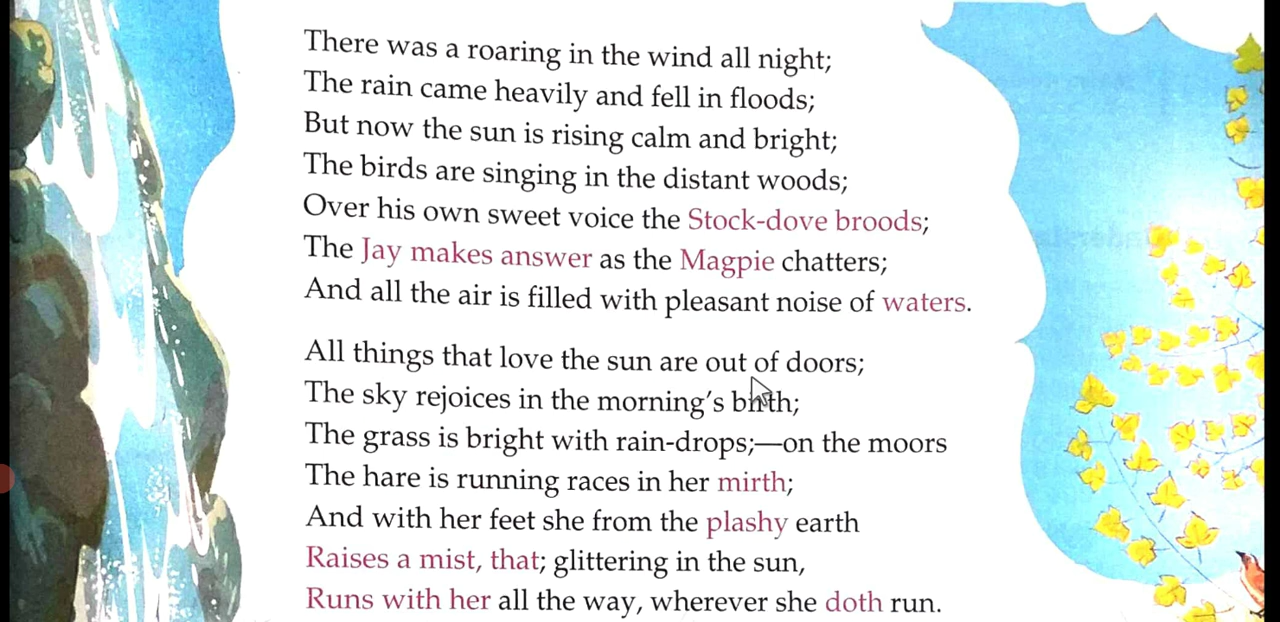 There was a roaring in the wind all night;
The rain came heavily and fell in floods;
But now the sun is rising calm and bright;
The birds are singing in the distant woods;
Over his own sweet voice the Stock-dove broods;
The Jay makes answer as the Magpie chatters;
And all the air is filled with pleasant noise of waters.
All things that love the sun are out of doors;
The sky rejoices in the morning's birth;
The grass is bright with rain-drops;—on the moors
The hare is running races in her mirth;
And with her feet she from the plashy earth
Raises a mist, that; glittering in the sun,
Runs with her all the way, wherever she doth run.